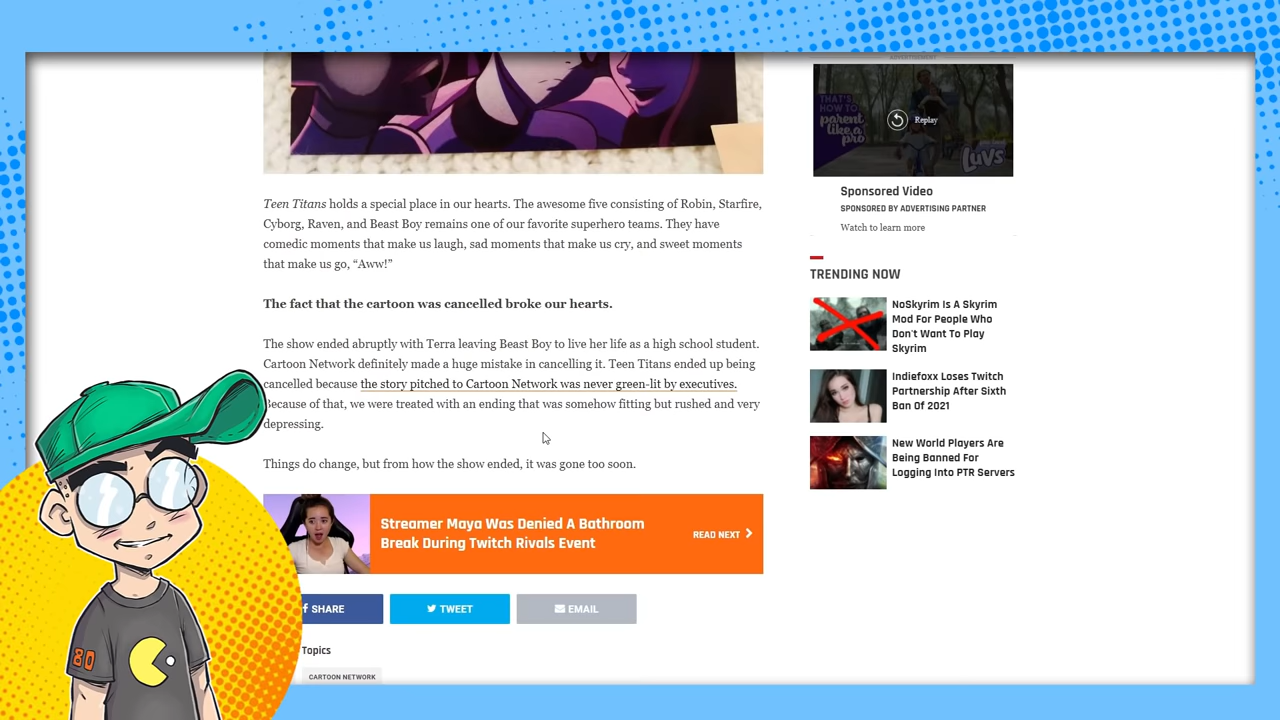 Teen Titans holds a special place in our hearts. The awesome five consisting of Robin, Starfire,
Cyborg, Raven, and Beast Boy remains one of our favorite superhero teams. They have
comedic moments that make us laugh, sad moments that make us cry, and sweet moments
that make us go, “Aww!”
The fact that the cartoon was cancelled broke our hearts.
The show ended abruptly with Terra leaving Beast Boy to live her life as a high school student.
Cartoon Network definitely made a huge mistake in cancelling it. Teen Titans ended up being
cancelled because the story pitched to Cartoon Network was never green-lit by executives.
Because of that, we were treated with an ending that was somehow fitting but rushed and very
depressing.
Things do change, but from how the show ended, it was gone too soon.
Streamer Maya Was Denied A Bathroom
Break During Twitch Rivals Event
READ NEXT
SHARE
TWEET
EMAIL
Topics
CARTOON NETWORK
ADVERTISEMENT
THAT'S
HOW TO
parent
like a
pro
Replay
Luvs
Sponsored Video
SPONSORED BY ADVERTISING PARTNER
Watch to learn more
TRENDING NOW
NoSkyrim Is A Skyrim
Mod For People Who
Don't Want To Play
Skyrim
Indiefoxx Loses Twitch
Partnership After Sixth
Ban Of 2021
New World Players Are
Being Banned For
Logging Into PTR Servers
80